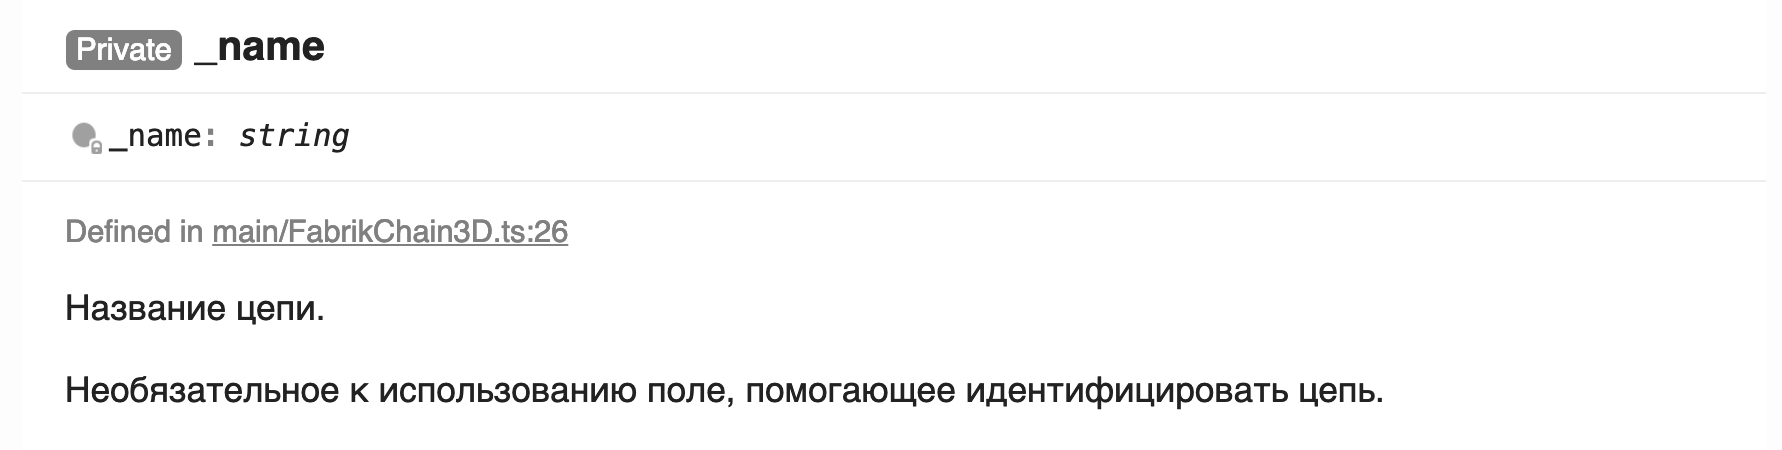 Private _name
_name: string
Defined in main/FabrikChain3D.ts:26
Название цепи.
Необязательное к использованию поле, помогающее идентифицировать цепь.